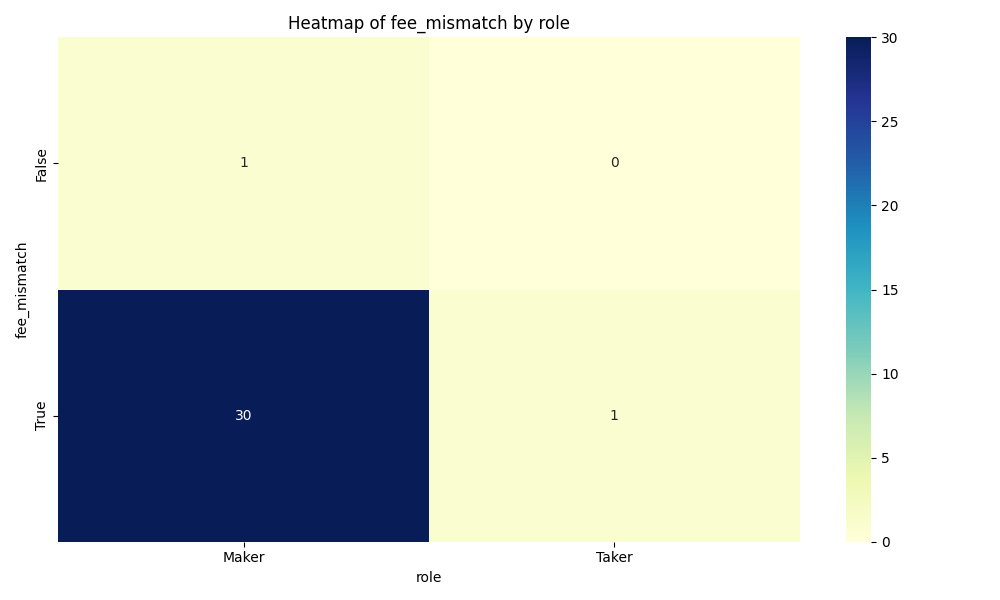 Heatmap of fee_mismatch by role
fee_mismatch
False
True
1
0
30
1
Maker
Taker
role
30
25
20
15
10
5
0